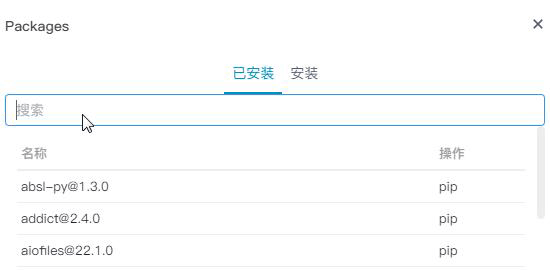 Packages
已安装 安装
搜索
名称 操作
absl-py@1.3.0 pip
addict@2.4.0 pip
aiofiles@22.1.0 pip